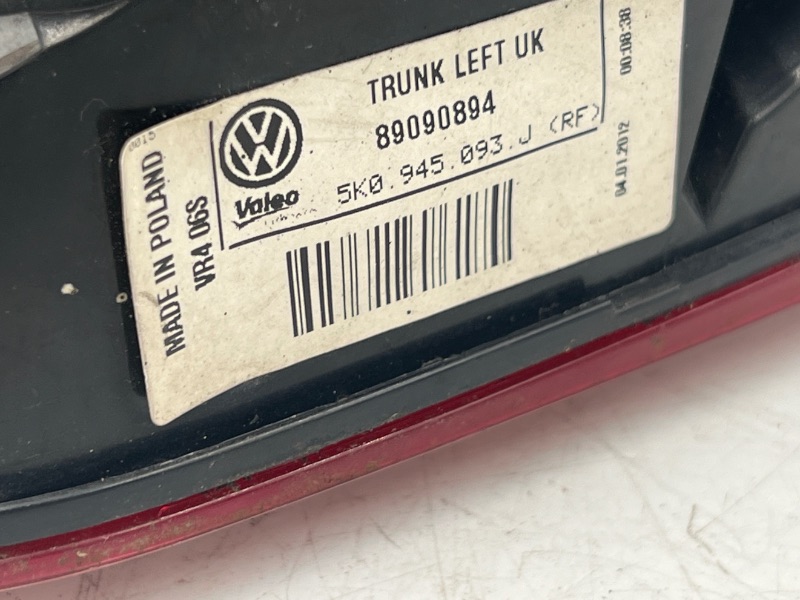 TRUNK LEFT UK
89090894
5K0.945.093.J (RF)
Valeo
MADE IN POLAND
VR4 06S
0015
04.01.2012 00:08:38